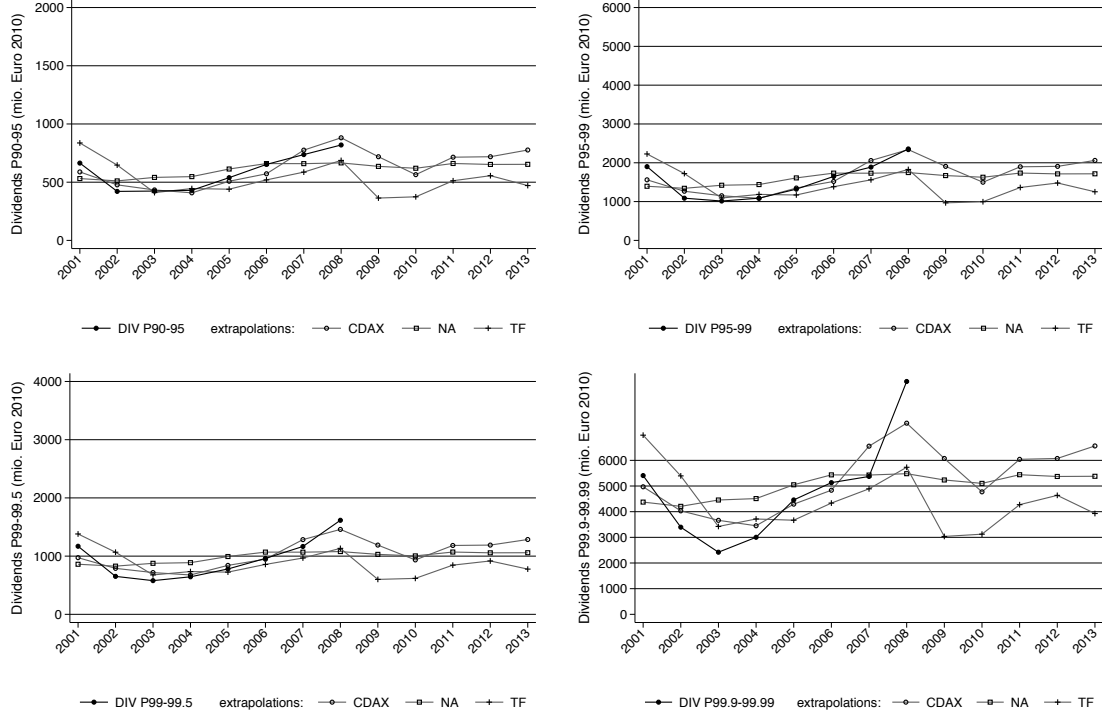 Dividends P90-95 (mio. Euro 2010)
2000
1500
1000
500
0
2001 2002 2003 2004 2005 2006 2007 2008 2009 2010 2011 2012 2013
DIV P90-95 extrapolations: CDAX NA TF
Dividends P95-99 (mio. Euro 2010)
6000
5000
4000
3000
2000
1000
0
2001 2002 2003 2004 2005 2006 2007 2008 2009 2010 2011 2012 2013
DIV P95-99 extrapolations: CDAX NA TF
Dividends P99-99.5 (mio. Euro 2010)
4000
3000
2000
1000
0
2001 2002 2003 2004 2005 2006 2007 2008 2009 2010 2011 2012 2013
DIV P99-99.5 extrapolations: CDAX NA TF
Dividends P99.9-99.99 (mio. Euro 2010)
6000
5000
4000
3000
2000
1000
0
2001 2002 2003 2004 2005 2006 2007 2008 2009 2010 2011 2012 2013
DIV P99.9-99.99 extrapolations: CDAX NA TF